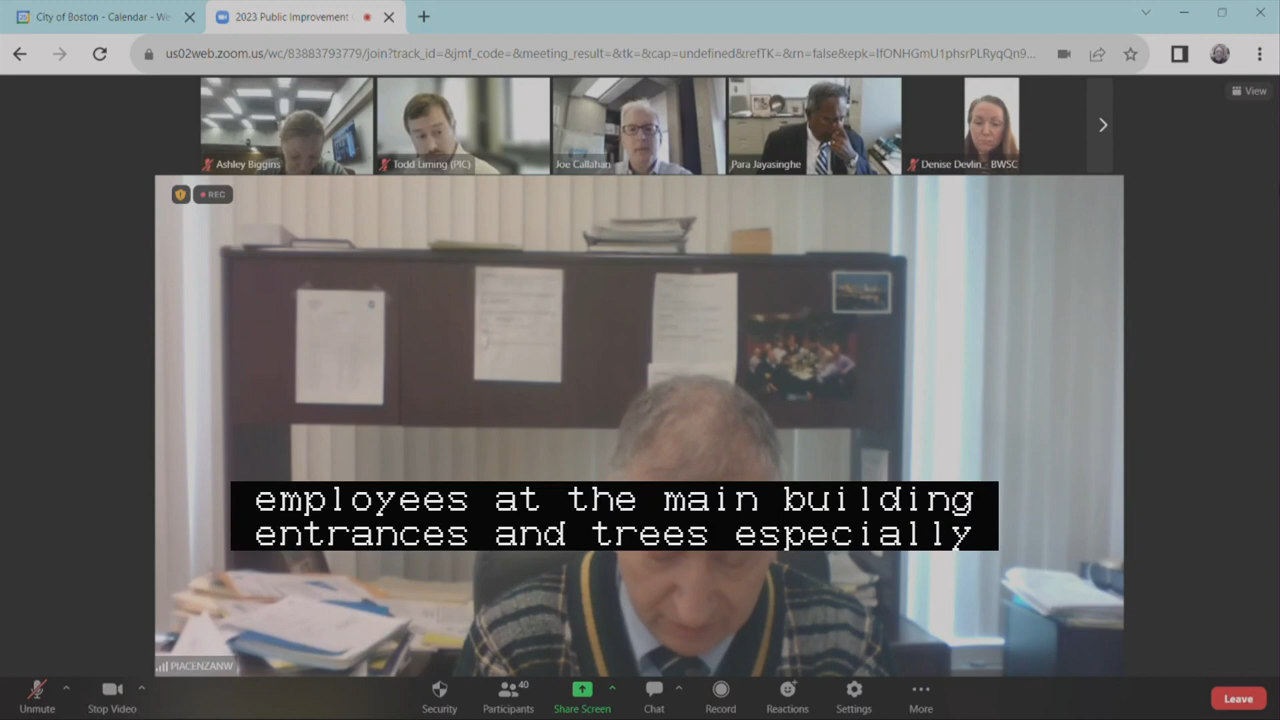 City of Boston - Calendar - We
2023 Public Improvement
us02web.zoom.us/wc/83883793779/join?track_id=&jmf_code=&meeting_result=&tk=&cap=undefined&refTK=&rn=false&epk=lfONHGmU1phsrPLRyqQn9...
View
Ashley Biggins
Todd Liming (PIC)
Joe Callahan
Para Jayasinghe
Denise Devlin - BWSC
REC
employees at the main building
entrances and trees especially
PIACENZANW
Unmute
Stop Video
Security
Participants
40
Share Screen
Chat
Record
Reactions
Settings
More
Leave